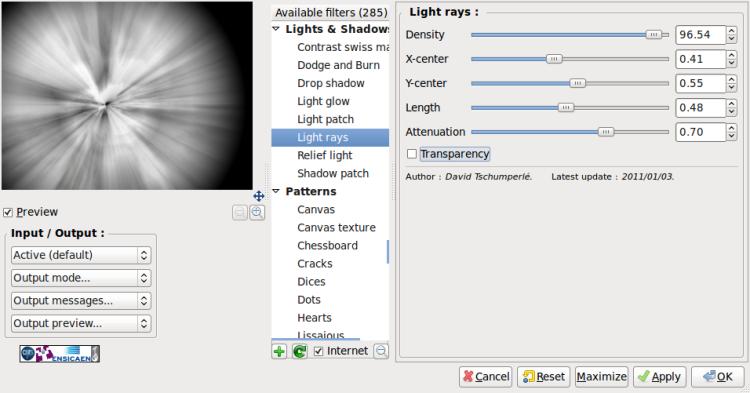 Preview
Input / Output :
Active (default)
Output mode...
Output messages...
Output preview...
ENSICAEN
Available filters (285)
Lights & Shadows
Contrast swiss ma
Dodge and Burn
Drop shadow
Light glow
Light patch
Light rays
Relief light
Shadow patch
Patterns
Canvas
Canvas texture
Chessboard
Cracks
Dices
Dots
Hearts
Lissajous
Internet
Light rays :
Density 96.54
X-center 0.41
Y-center 0.55
Length 0.48
Attenuation 0.70
Transparency
Author : David Tschumperlé. Latest update : 2011/01/03.
Cancel Reset Maximize Apply OK